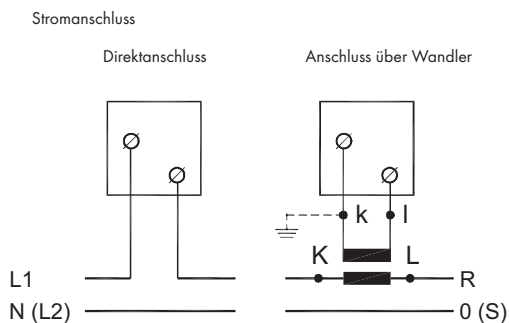 Stromanschluss
Direktanschluss
Anschluss über Wandler
k l
K L
L1
R
N (L2)
0 (S)